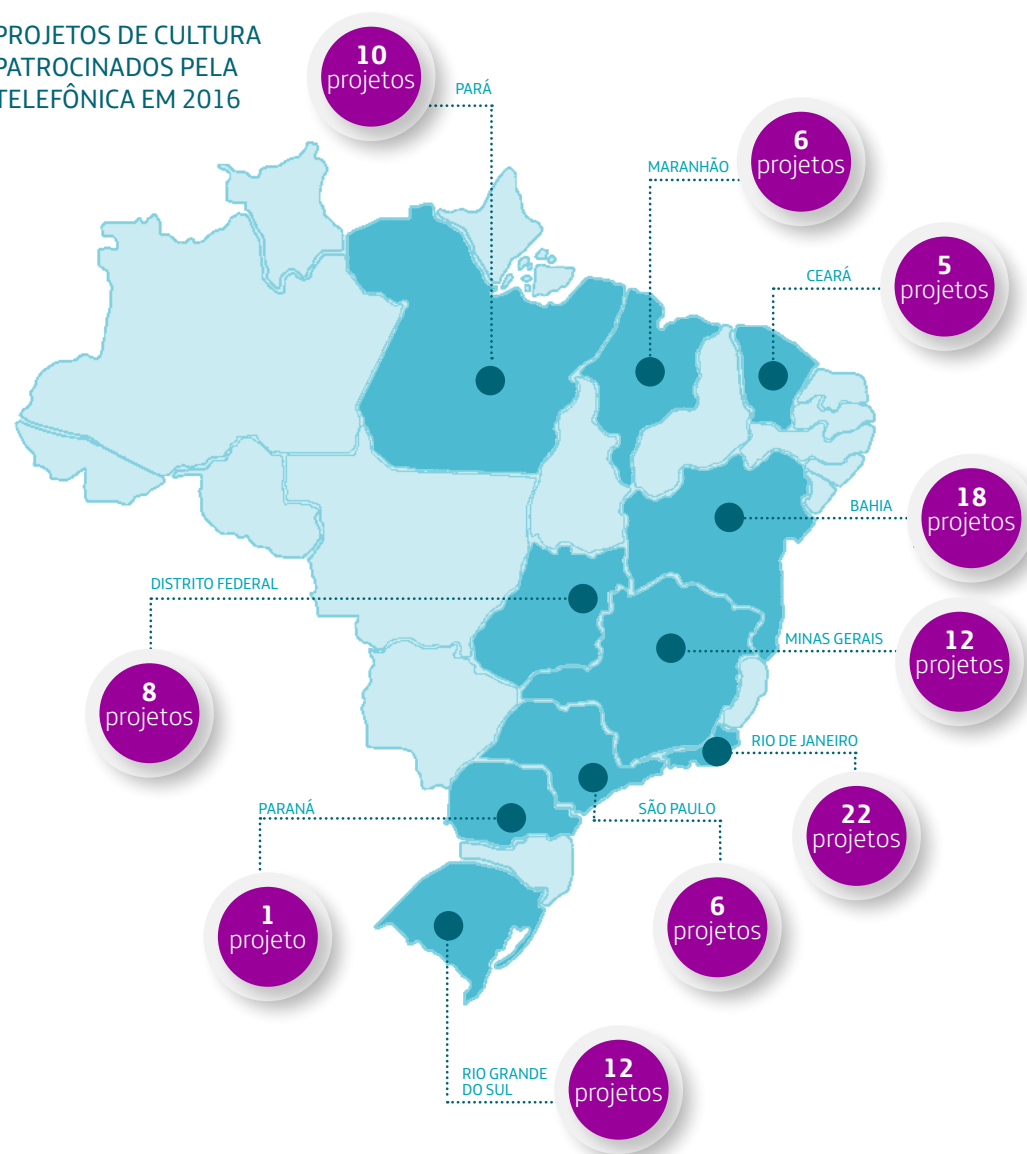 PROJETOS DE CULTURA
PATROCINADOS PELA
TELEFÔNICA EM 2016
10
projetos
PARÁ
6
projetos
MARANHÃO
5
projetos
CEARÁ
18
projetos
BAHIA
DISTRITO FEDERAL
8
projetos
MINAS GERAIS
12
projetos
RIO DE JANEIRO
22
projetos
PARANÁ
1
projeto
SÃO PAULO
6
projetos
RIO GRANDE
DO SUL
12
projetos